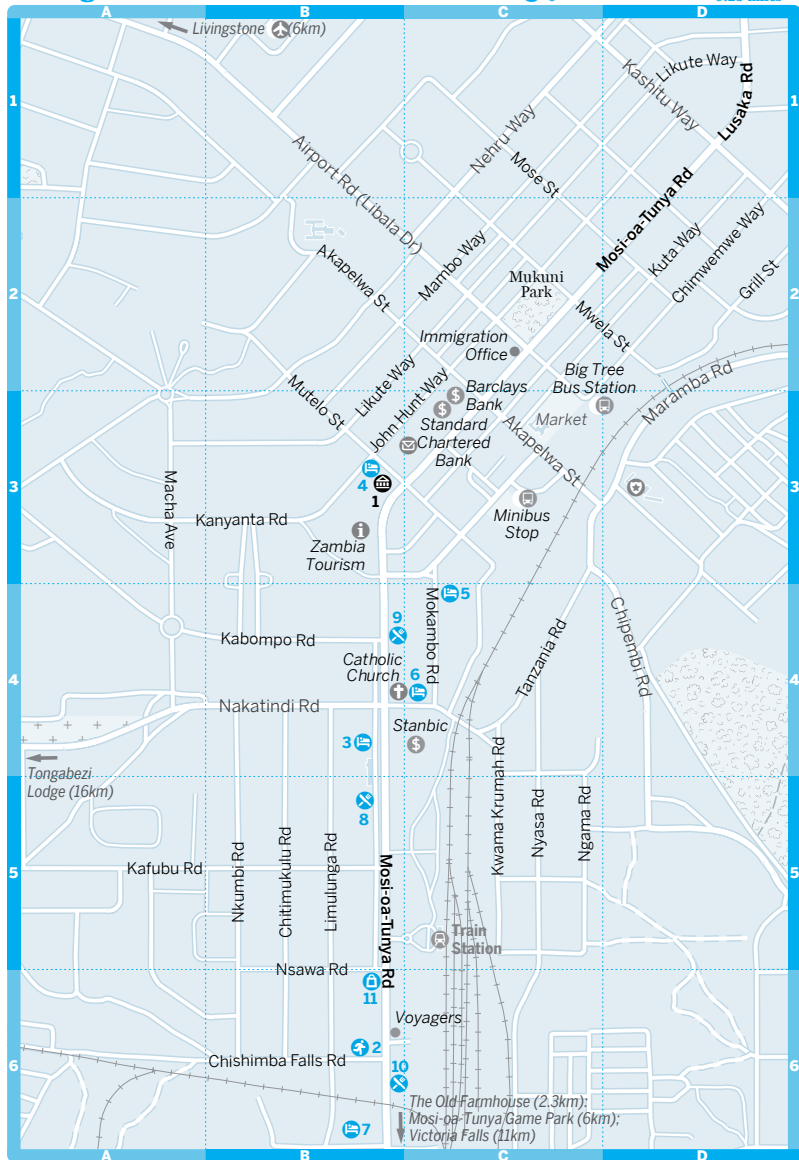 A
B
C
D
Livingstone
(6km)
Likute Way
Kashitu Way
Lusaka Rd
1
1
Nehru Way
Mose St
Airport Rd (Libala Dr)
Mosi-oa-Tunya Rd
Kuta Way
Chimwemwe Way
Grill St
Akapelwa St
Mambo Way
Mukuni
Park
2
2
Mwela St
Immigration
Office
Big Tree
Bus Station
Maramba Rd
Likute Way
Mutelo St
John Hunt Way
Barclays
Bank
Standard
Chartered
Bank
Market
Akapelwa St
4
1
3
3
Macha Ave
Kanyanta Rd
Zambia
Tourism
Minibus
Stop
5
Mokambo Rd
9
Kabompo Rd
Catholic
Church
6
Tanzania Rd
Chipembi Rd
4
4
Nakatindi Rd
Stanbic
3
Tongabezi
Lodge (16km)
8
Kwama Krumah Rd
Nyasa Rd
Ngama Rd
Kafubu Rd
Nkumbi Rd
Chitimukulu Rd
Limulunga Rd
Mosi-oa-Tunya Rd
5
5
Train
Station
Nsawa Rd
11
Voyagers
2
Chishimba Falls Rd
10
6
6
The Old Farmhouse (2.3km);
Mosi-oa-Tunya Game Park (6km);
Victoria Falls (11km)
7
A
B
C
D